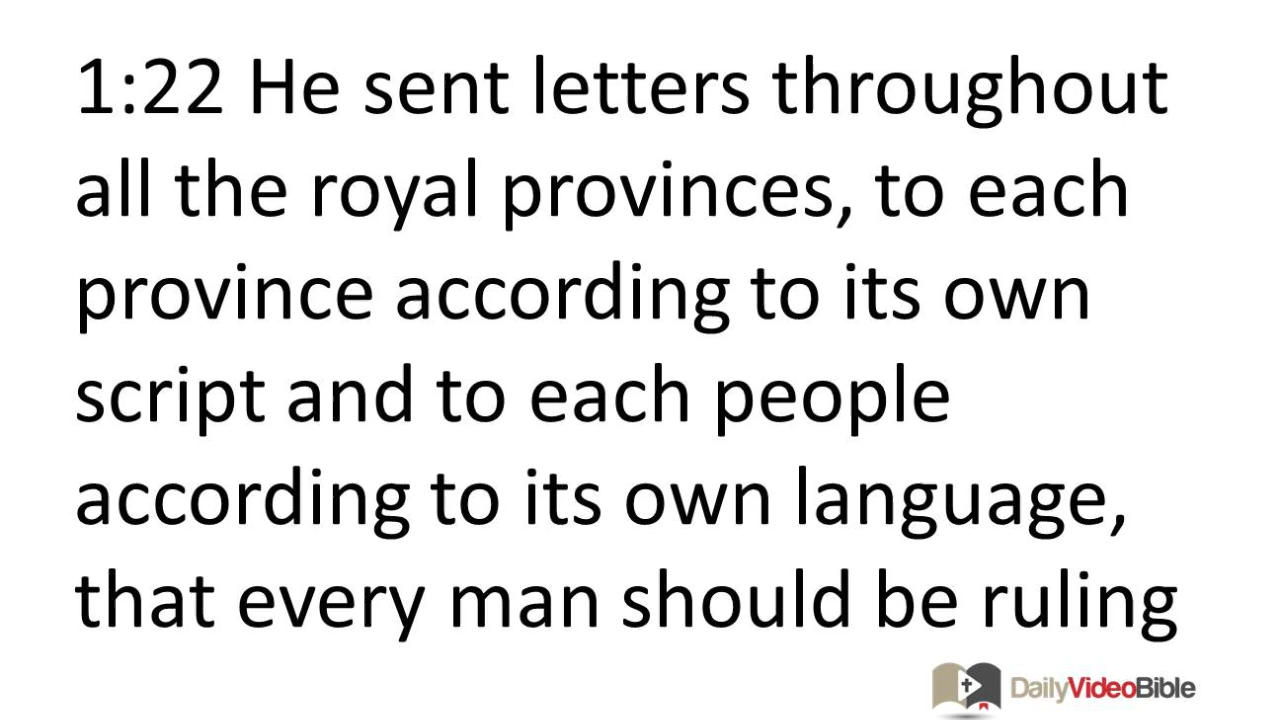 1:22 He sent letters throughout
all the royal provinces, to each
province according to its own
script and to each people
according to its own language,
that every man should be ruling
DailyVideoBible